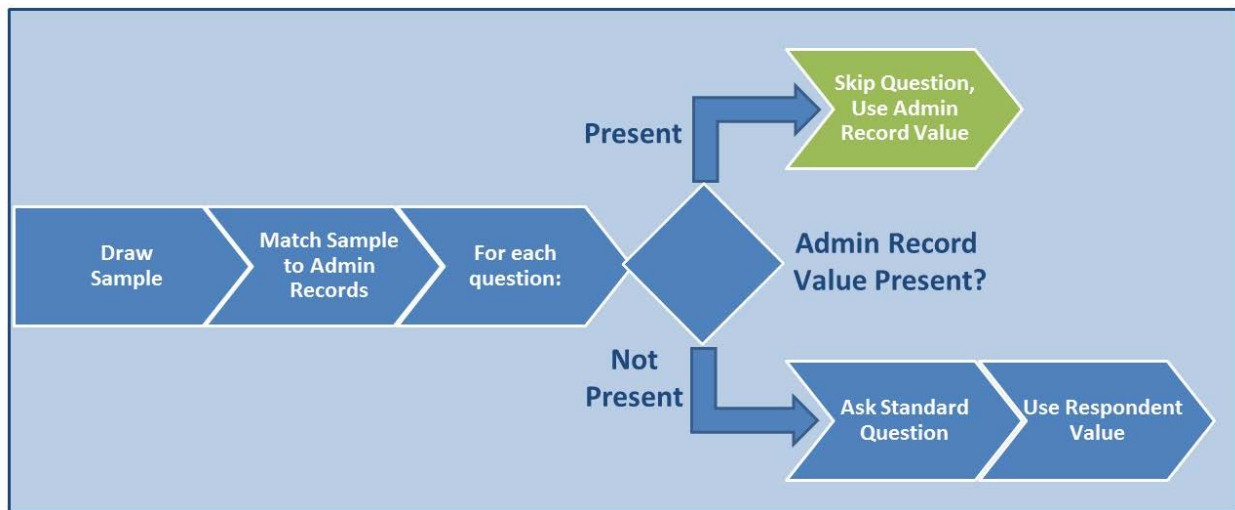 Draw
Sample
Match Sample
to Admin
Records
For each
question:
Admin Record
Value Present?
Present
Skip Question,
Use Admin
Record Value
Not
Present
Ask Standard
Question
Use Respondent
Value